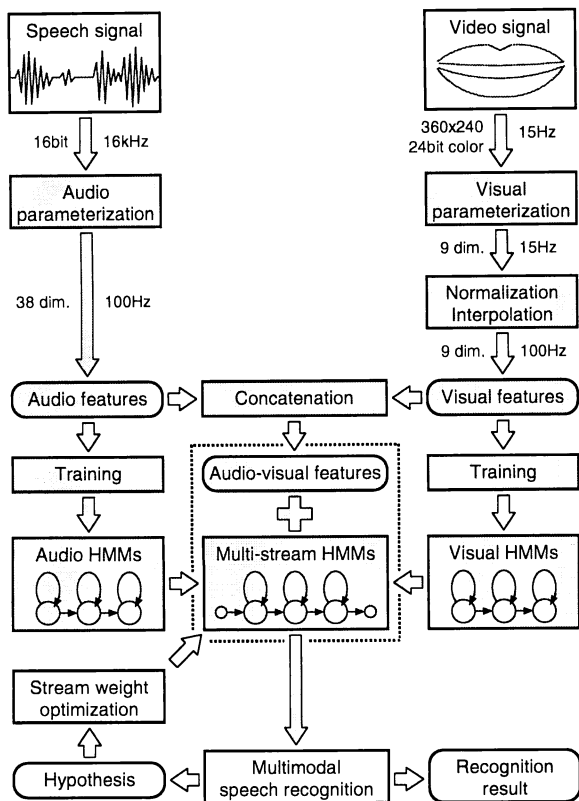 Speech signal
Video signal
16bit 16kHz
360x240 15Hz
24bit color
Audio
parameterization
Visual
parameterization
9 dim. 15Hz
38 dim. 100Hz
Normalization
Interpolation
9 dim. 100Hz
Audio features
Concatenation
Visual features
Training
Audio-visual features
Training
Audio HMMs
Multi-stream HMMs
Visual HMMs
Stream weight
optimization
Hypothesis
Multimodal
speech recognition
Recognition
result